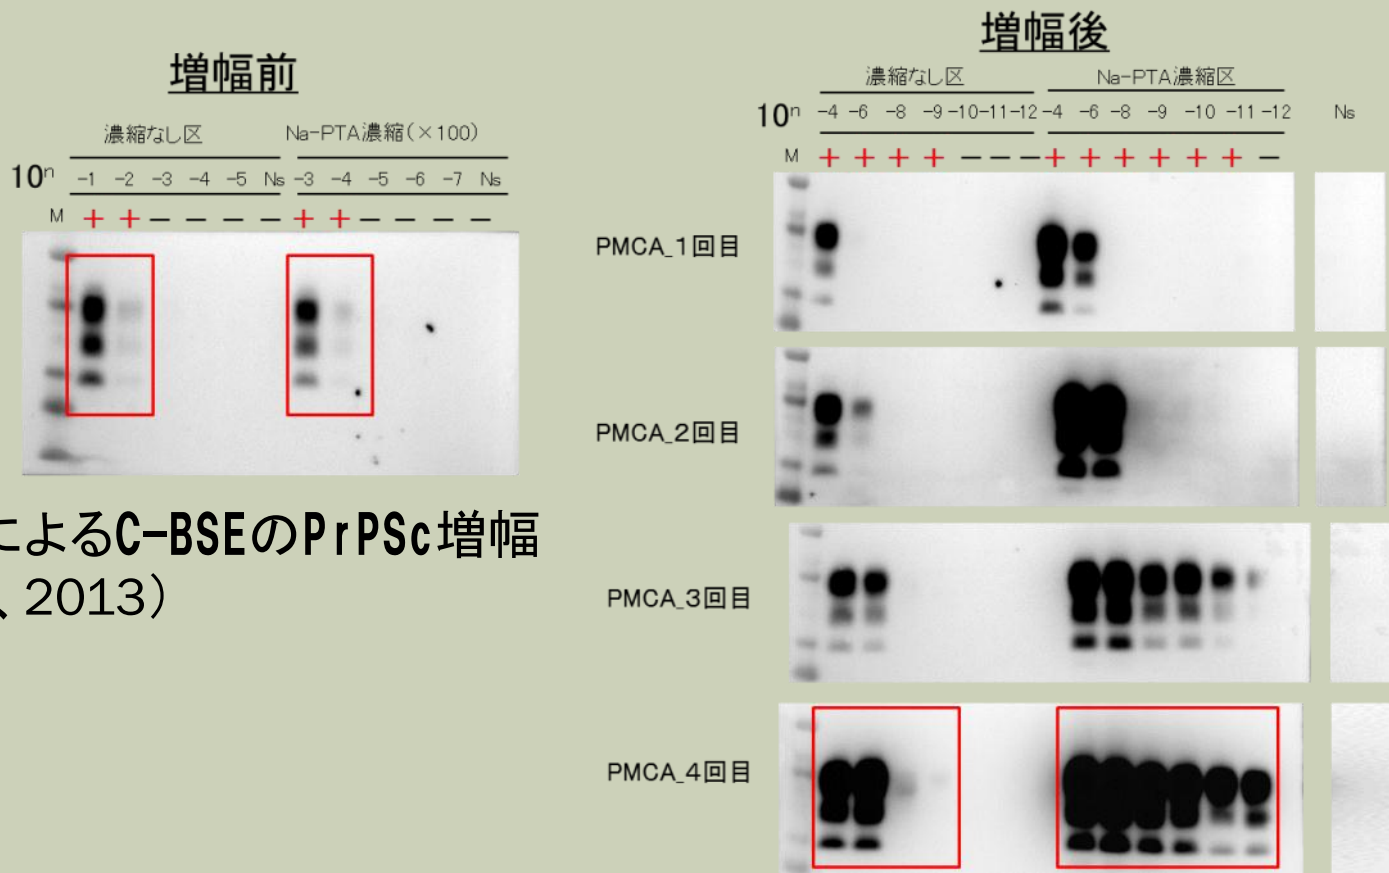 増幅前
濃縮なし区 Na-PTA濃縮(×100)
10ⁿ -1 -2 -3 -4 -5 Ns -3 -4 -5 -6 -7 Ns
M + + − − − − + + − − − −
によるC-BSEのPrPSc増幅
、2013)
増幅後
濃縮なし区 Na-PTA濃縮区
10ⁿ -4 -6 -8 -9 -10 -11 -12 -4 -6 -8 -9 -10 -11 -12 Ns
M + + + + − − − + + + + + + −
PMCA_1回目
PMCA_2回目
PMCA_3回目
PMCA_4回目